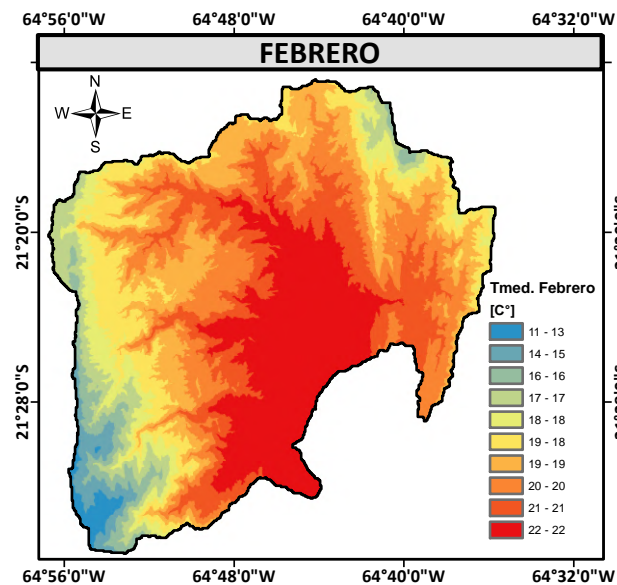 64°56'0"W 64°48'0"W 64°40'0"W 64°32'0"W
FEBRERO
N
W E
S
21°20'0"S
21°28'0"S
Tmed. Febrero
[C°]
11 - 13
14 - 15
16 - 16
17 - 17
18 - 18
19 - 18
19 - 19
20 - 20
21 - 21
22 - 22
64°56'0"W 64°48'0"W 64°40'0"W 64°32'0"W